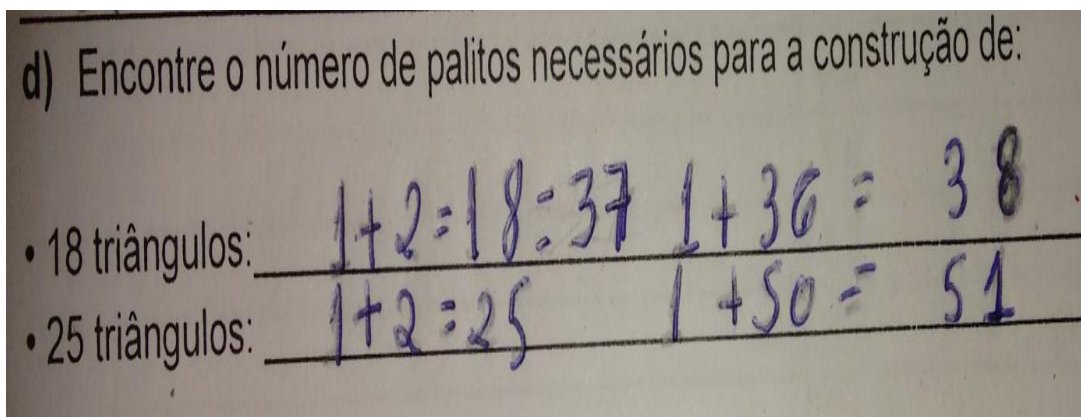 d) Encontre o número de palitos necessários para a construção de:
• 18 triângulos: 1+2=18=37 1+36 = 38
• 25 triângulos: 1+2=25 1+50 = 51